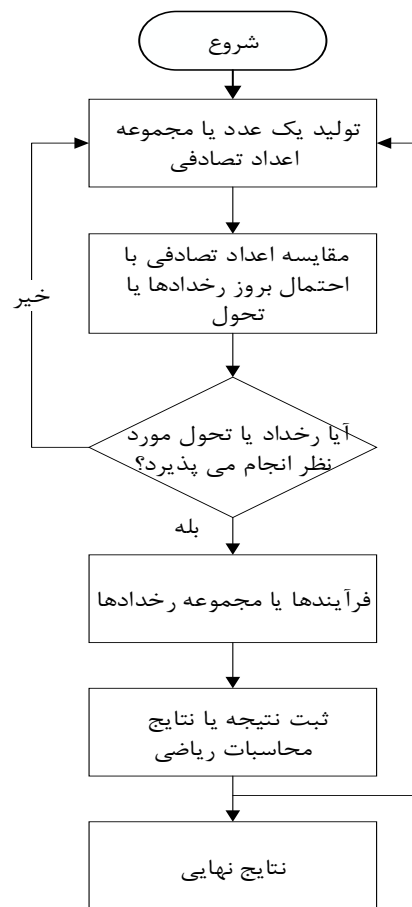 شروع
تولید یک عدد یا مجموعه
اعداد تصادفی
مقایسه اعداد تصادفی با
احتمال بروز رخدادها یا
تحول
خیر
آیا رخداد یا تحول مورد
نظر انجام می پذیرد؟
بله
فرآیندها یا مجموعه رخدادها
ثبت نتیجه یا نتایج
محاسبات ریاضی
نتایج نهایی